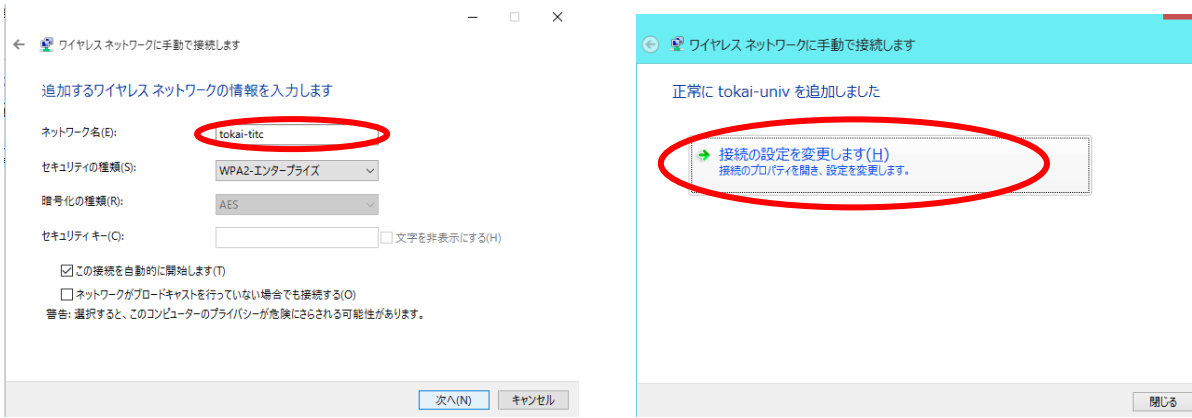 ワイヤレス ネットワークに手動で接続します
追加するワイヤレス ネットワークの情報を入力します
ネットワーク名(E):
tokai-titc
セキュリティの種類(S):
WPA2-エンタープライズ
暗号化の種類(R):
AES
セキュリティ キー(C):
文字を非表示にする(H)
この接続を自動的に開始します(T)
ネットワークがブロードキャストを行っていない場合でも接続する(O)
警告: 選択すると、このコンピューターのプライバシーが危険にさらされる可能性があります。
次へ(N)
キャンセル
ワイヤレス ネットワークに手動で接続します
正常に tokai-univ を追加しました
接続の設定を変更します(H)
接続のプロパティを開き、設定を変更します。
閉じる